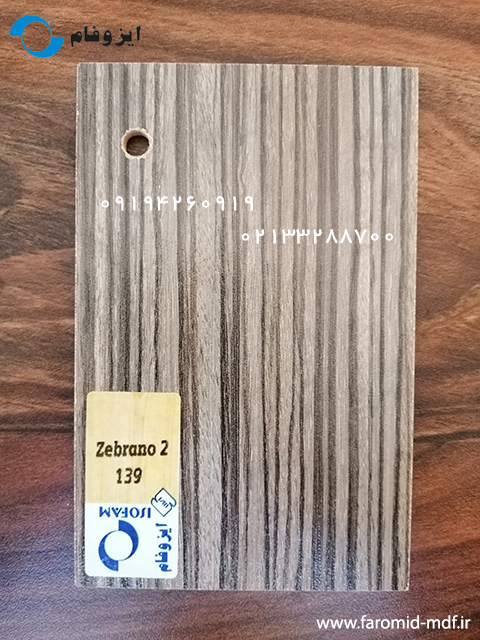 ایزوفام
۰۹۱۹۴۲۶۰۹۱۹
۰۲۱۳۳۲۸۸۷۰۰
Zebrano 2
139
ISOFAM
ایزوفام
www.faromid-mdf.ir